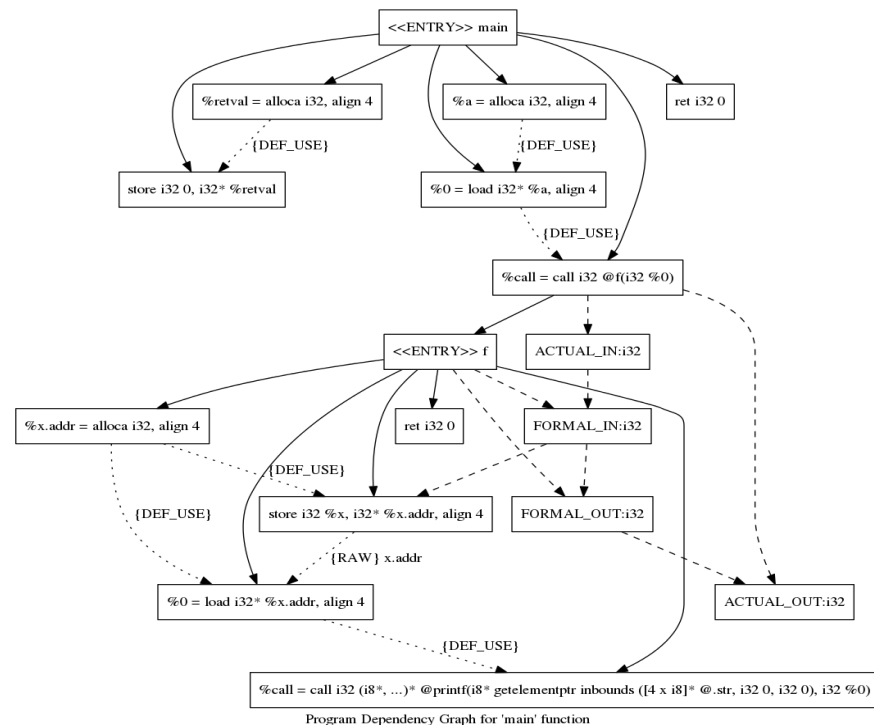 <<ENTRY>> main
%retval = alloca i32, align 4
%a = alloca i32, align 4
ret i32 0
{DEF_USE}
{DEF_USE}
store i32 0, i32* %retval
%0 = load i32* %a, align 4
{DEF_USE}
%call = call i32 @f(i32 %0)
<<ENTRY>> f
ACTUAL_IN:i32
%x.addr = alloca i32, align 4
ret i32 0
FORMAL_IN:i32
{DEF_USE}
{DEF_USE}
store i32 %x, i32* %x.addr, align 4
FORMAL_OUT:i32
{RAW} x.addr
%0 = load i32* %x.addr, align 4
ACTUAL_OUT:i32
{DEF_USE}
%call = call i32 (i8*, ...)* @printf(i8* getelementptr inbounds ([4 x i8]* @.str, i32 0, i32 0), i32 %0)
Program Dependency Graph for 'main' function